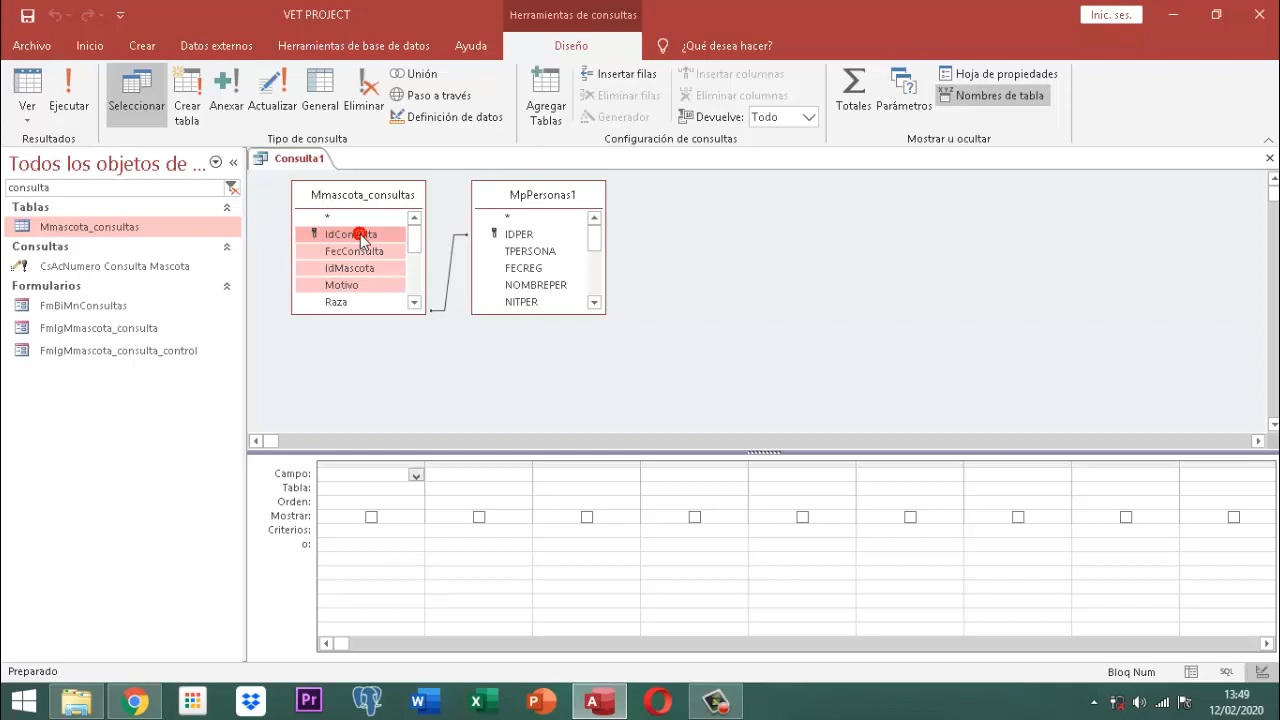 VET PROJECT
Herramientas de consultas
Inic. ses.
Archivo
Inicio
Crear
Datos externos
Herramientas de base de datos
Ayuda
Diseño
¿Qué desea hacer?
Ver
Ejecutar
Resultados
Seleccionar
Crear tabla
Anexar
Actualizar
General
Eliminar
Unión
Paso a través
Definición de datos
Tipo de consulta
Agregar Tablas
Insertar filas
Eliminar filas
Generador
Insertar columnas
Eliminar columnas
Devuelve: Todo
Configuración de consultas
Totales
Parámetros
Hoja de propiedades
XYZ Nombres de tabla
Mostrar u ocultar
Todos los objetos de ...
consulta
Tablas
Mmascota_consultas
Consultas
CsAcNumero Consulta Mascota
Formularios
FmBiMnConsultas
FmIgMmascota_consulta
FmIgMmascota_consulta_control
Consulta1
Mmascota_consultas
*
IdConsulta
FecConsulta
IdMascota
Motivo
Raza
MpPersonas1
*
IDPER
TPERSONA
FECREG
NOMBREPER
NITPER
Campo:
Tabla:
Orden:
Mostrar:
Criterios:
o:
Preparado
Bloq Num
SQL
Pr
W
X
P
A
13:49
12/02/2020